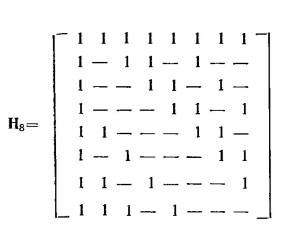 1 1 1 1 1 1 1 1
1 — 1 1 — 1 — —
1 — — 1 1 — 1 —
H₈= 1 — — — 1 1 — 1
1 1 — — — 1 1 —
1 — 1 — — — 1 1
1 1 — 1 — — — 1
1 1 1 — 1 — — —